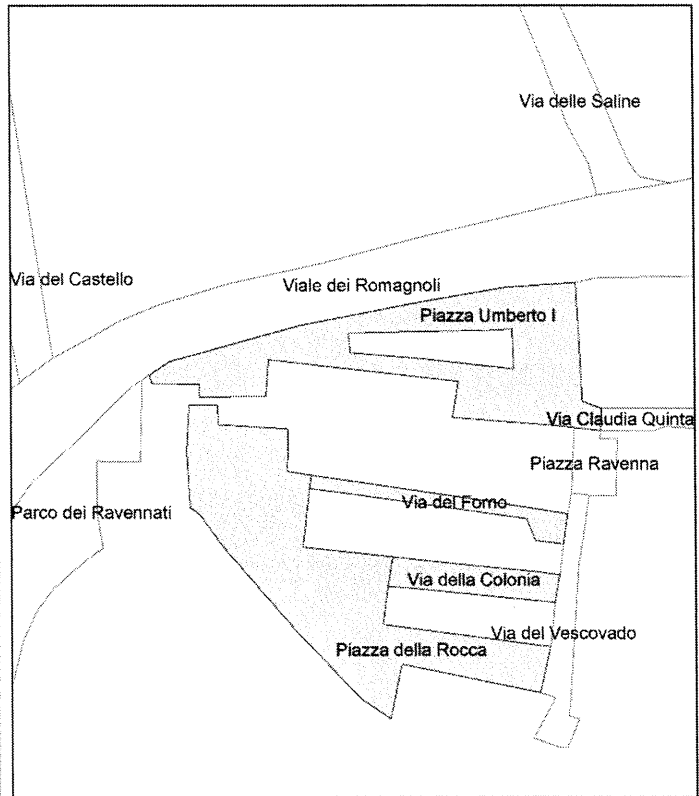 Via delle Saline
Via del Castello
Viale dei Romagnoli
Piazza Umberto I
Via Claudia Quinta
Piazza Ravenna
Via del Forno
Parco dei Ravennati
Via della Colonia
Via del Vescovado
Piazza della Rocca